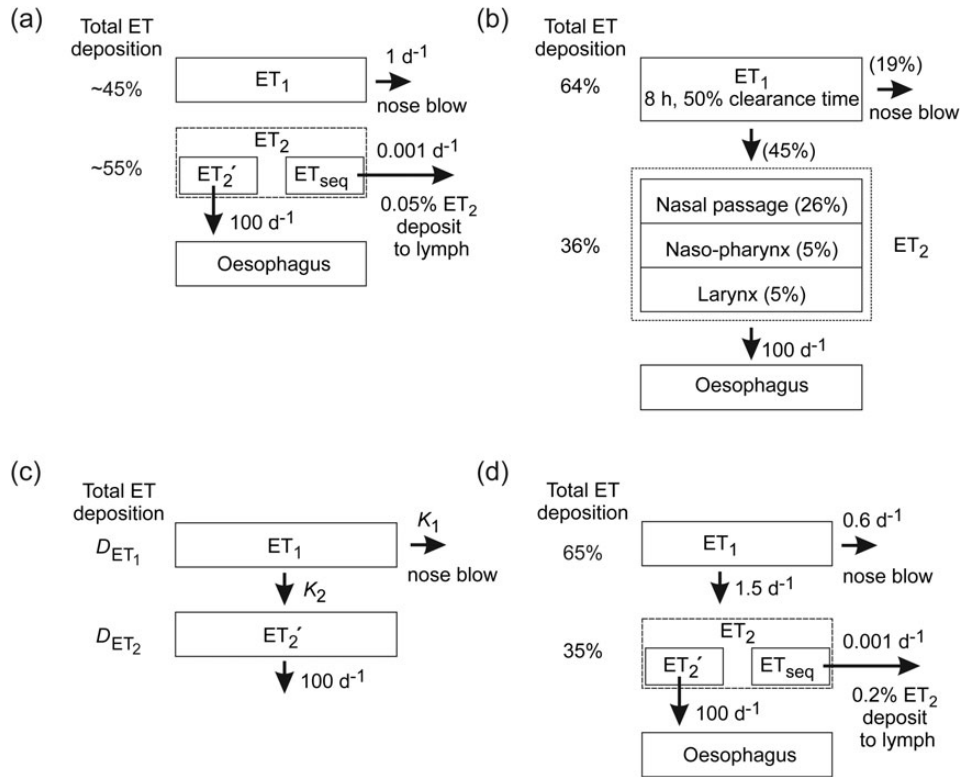 (a)
Total ET
deposition
~45%
ET1
1 d-1
nose blow
~55%
ET2
ET2′
ETseq
0.001 d-1
0.05% ET2
deposit
to lymph
100 d-1
Oesophagus
(b)
Total ET
deposition
64%
ET1
8 h, 50% clearance time
(19%)
nose blow
(45%)
36%
Nasal passage (26%)
Naso-pharynx (5%)
Larynx (5%)
ET2
100 d-1
Oesophagus
(c)
Total ET
deposition
DET1
ET1
K1
nose blow
K2
DET2
ET2′
100 d-1
(d)
Total ET
deposition
65%
ET1
0.6 d-1
nose blow
1.5 d-1
35%
ET2
ET2′
ETseq
0.001 d-1
0.2% ET2
deposit
to lymph
100 d-1
Oesophagus